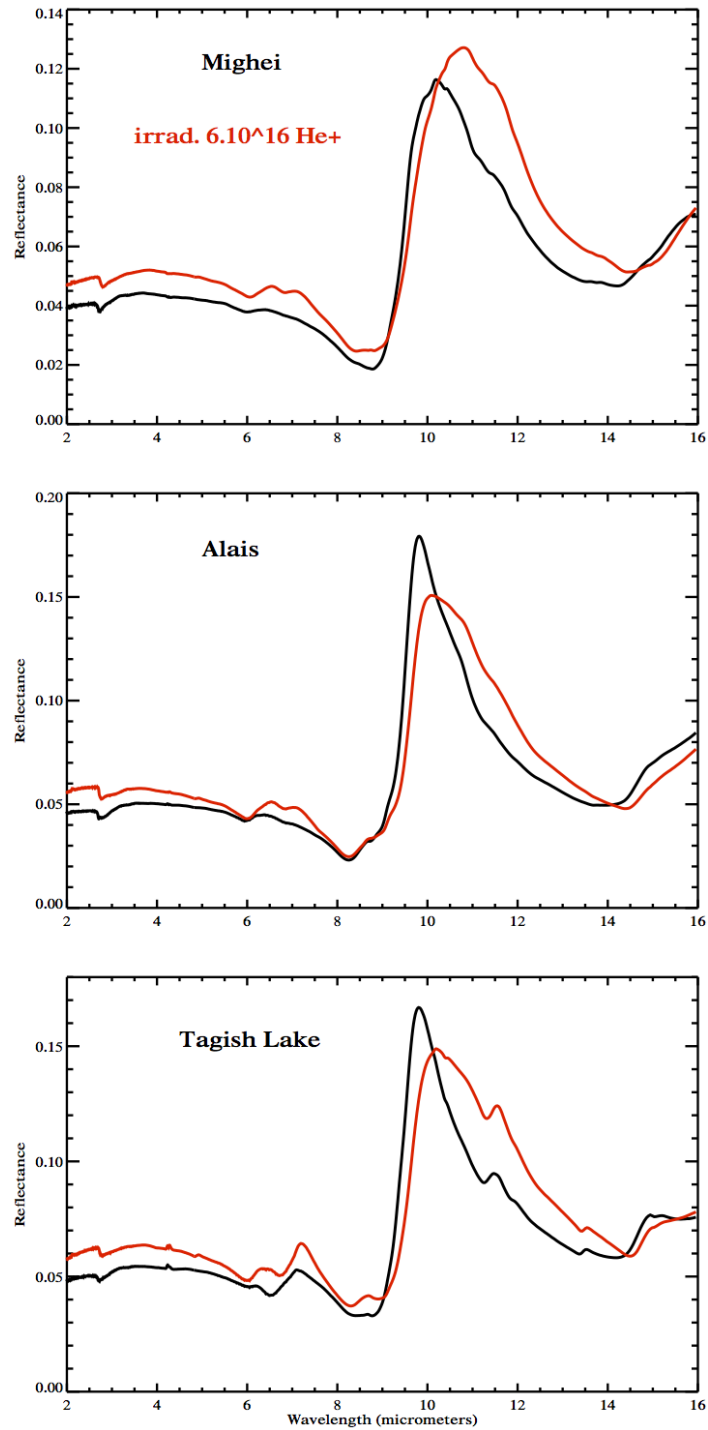 0.14
Mighei
0.12
irrad. 6.10^16 He+
0.10
0.08
Reflectance
0.06
0.04
0.02
0.00
2 4 6 8 10 12 14 16
0.20
Alais
0.15
Reflectance
0.10
0.05
0.00
2 4 6 8 10 12 14 16
Tagish Lake
0.15
Reflectance
0.10
0.05
0.00
2 4 6 8 10 12 14 16
Wavelength (micrometers)